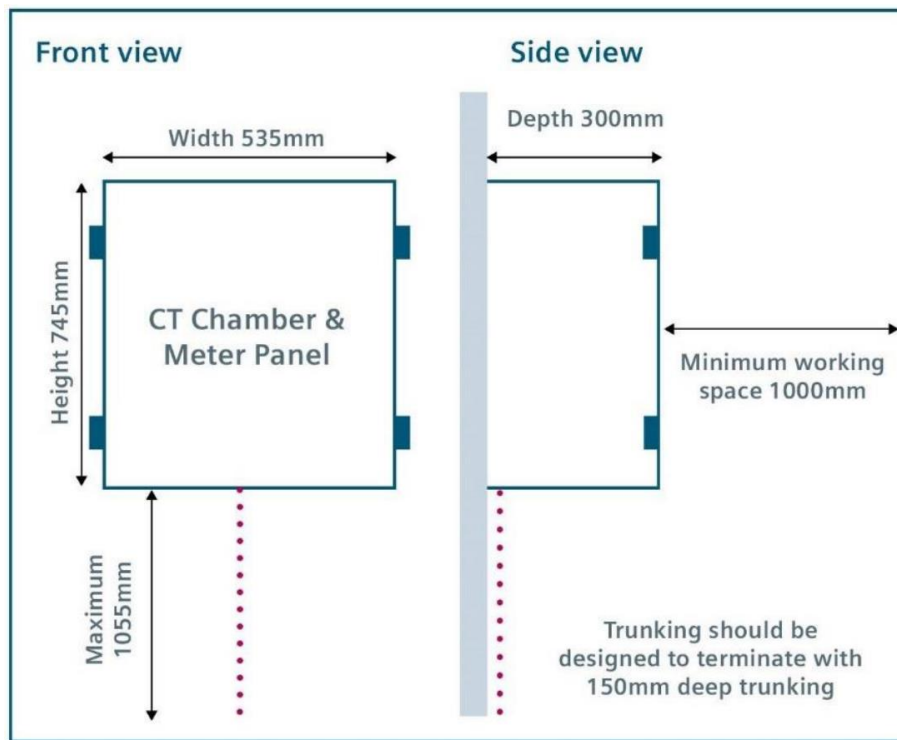 Front view
Side view
Width 535mm
Depth 300mm
Height 745mm
CT Chamber &
Meter Panel
Minimum working
space 1000mm
Maximum
1055mm
Trunking should be
designed to terminate with
150mm deep trunking